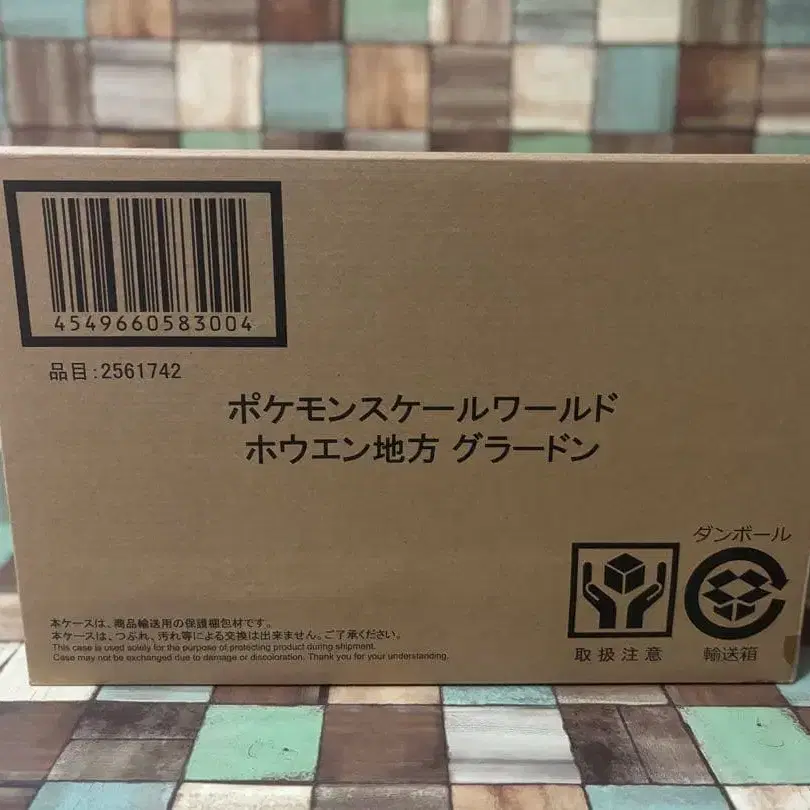 4549660583004
品目:2561742
ポケモンスケールワールド
ホウエン地方 グラードン
ダンボール
取扱注意
輸送箱
本ケースは、商品輸送用の保護梱包材です。
本ケースは、つぶれ、汚れ等による交換は出来ません。ご了承ください。
This case is used solely for the purpose of protecting product during shipment.
Case may not be exchanged due to damage or discoloration. Thank you for your understanding.